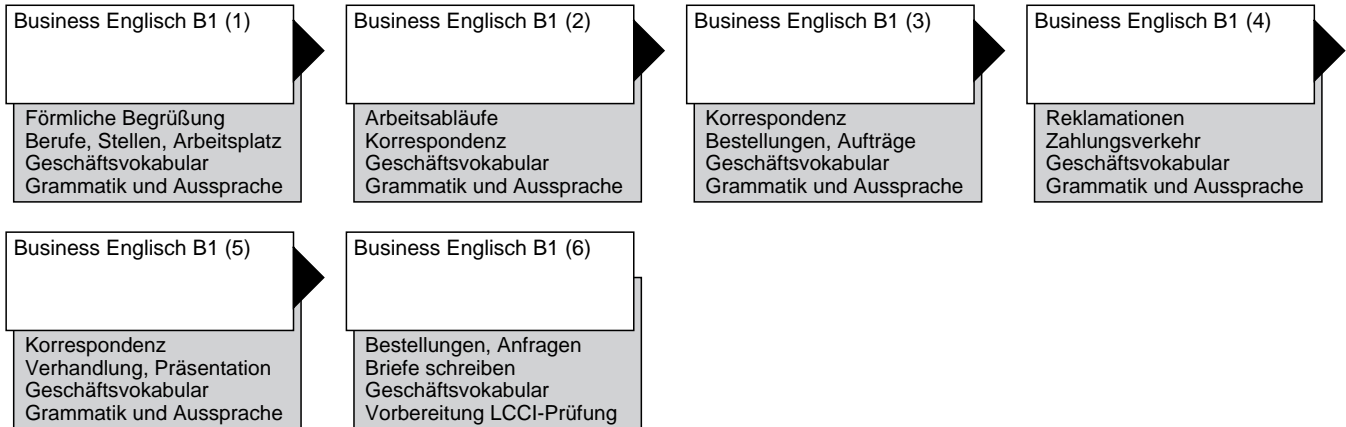 Business Englisch B1 (1)
Förmliche Begrüßung
Berufe, Stellen, Arbeitsplatz
Geschäftsvokabular
Grammatik und Aussprache
Business Englisch B1 (2)
Arbeitsabläufe
Korrespondenz
Geschäftsvokabular
Grammatik und Aussprache
Business Englisch B1 (3)
Korrespondenz
Bestellungen, Aufträge
Geschäftsvokabular
Grammatik und Aussprache
Business Englisch B1 (4)
Reklamationen
Zahlungsverkehr
Geschäftsvokabular
Grammatik und Aussprache
Business Englisch B1 (5)
Korrespondenz
Verhandlung, Präsentation
Geschäftsvokabular
Grammatik und Aussprache
Business Englisch B1 (6)
Bestellungen, Anfragen
Briefe schreiben
Geschäftsvokabular
Vorbereitung LCCI-Prüfung